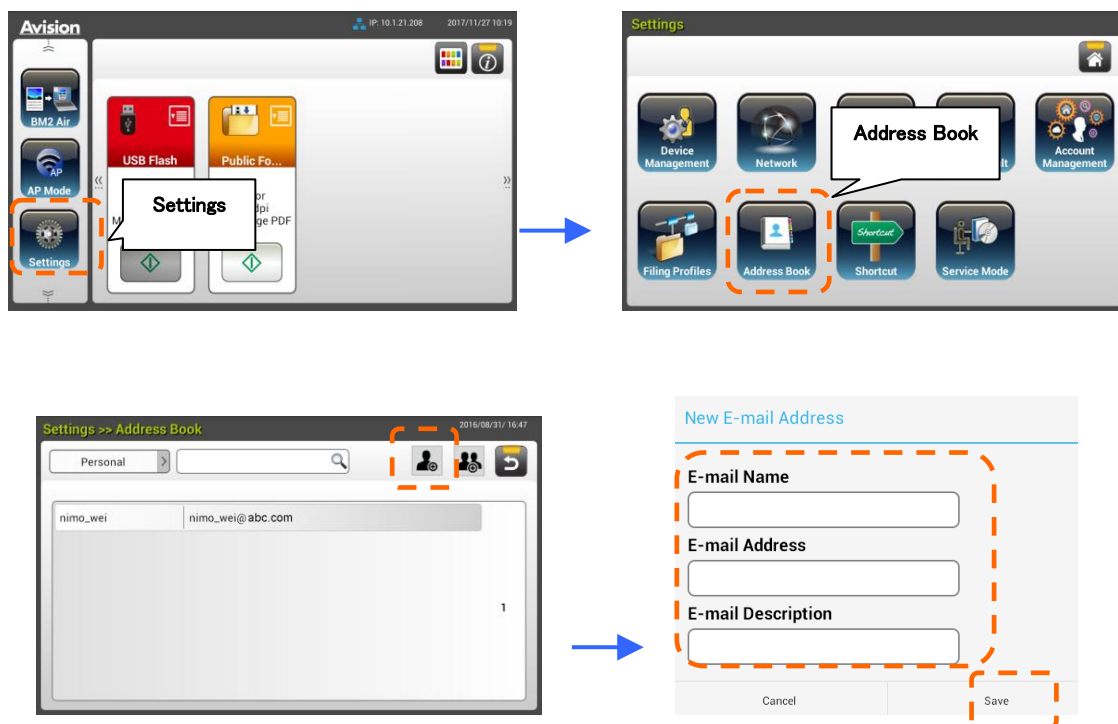 Avision
IP: 10.1.21.208
2017/11/27 10:19
BM2 Air
AP
AP Mode
Settings
USB Flash
Public Fo...
ge PDF
Settings
Settings
Device
Management
Network
Address Book
Account
Management
Filing Profiles
Address Book
Shortcut
Shortcut
Service Mode
Settings >> Address Book
2016/08/31/ 16:47
Personal
nimo_wei
nimo_wei@abc.com
1
New E-mail Address
E-mail Name
E-mail Address
E-mail Description
Cancel
Save